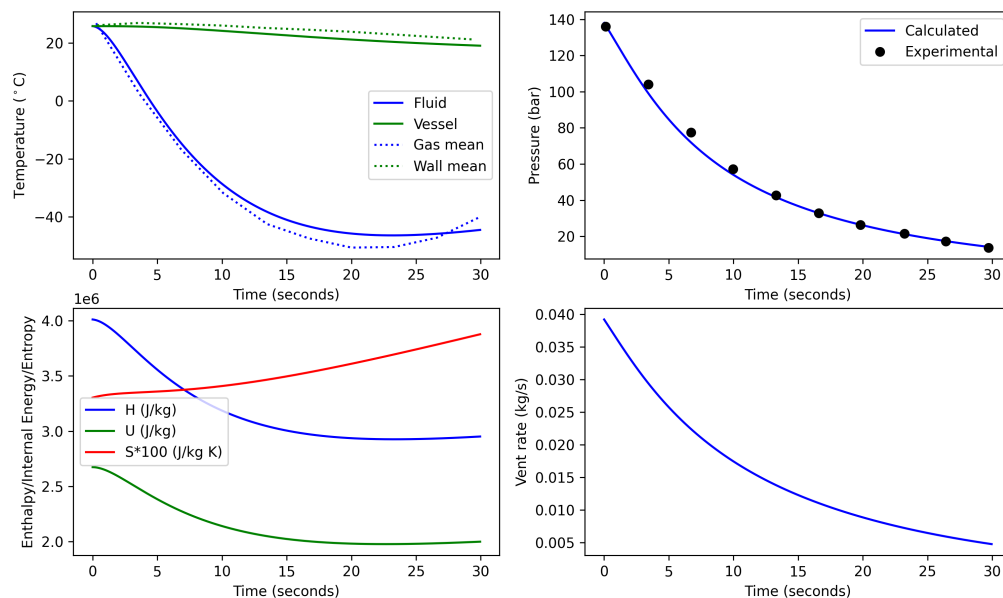 Temperature (°C)
20
0
−20
−40
Fluid
Vessel
Gas mean
Wall mean
0 5 10 15 20 25 30
Time (seconds)
Pressure (bar)
140
120
100
80
60
40
20
Calculated
Experimental
0 5 10 15 20 25 30
Time (seconds)
1e6
Enthalpy/Internal Energy/Entropy
4.0
3.5
3.0
2.5
2.0
H (J/kg)
U (J/kg)
S*100 (J/kg K)
0 5 10 15 20 25 30
Time (seconds)
Vent rate (kg/s)
0.040
0.035
0.030
0.025
0.020
0.015
0.010
0.005
0 5 10 15 20 25 30
Time (seconds)